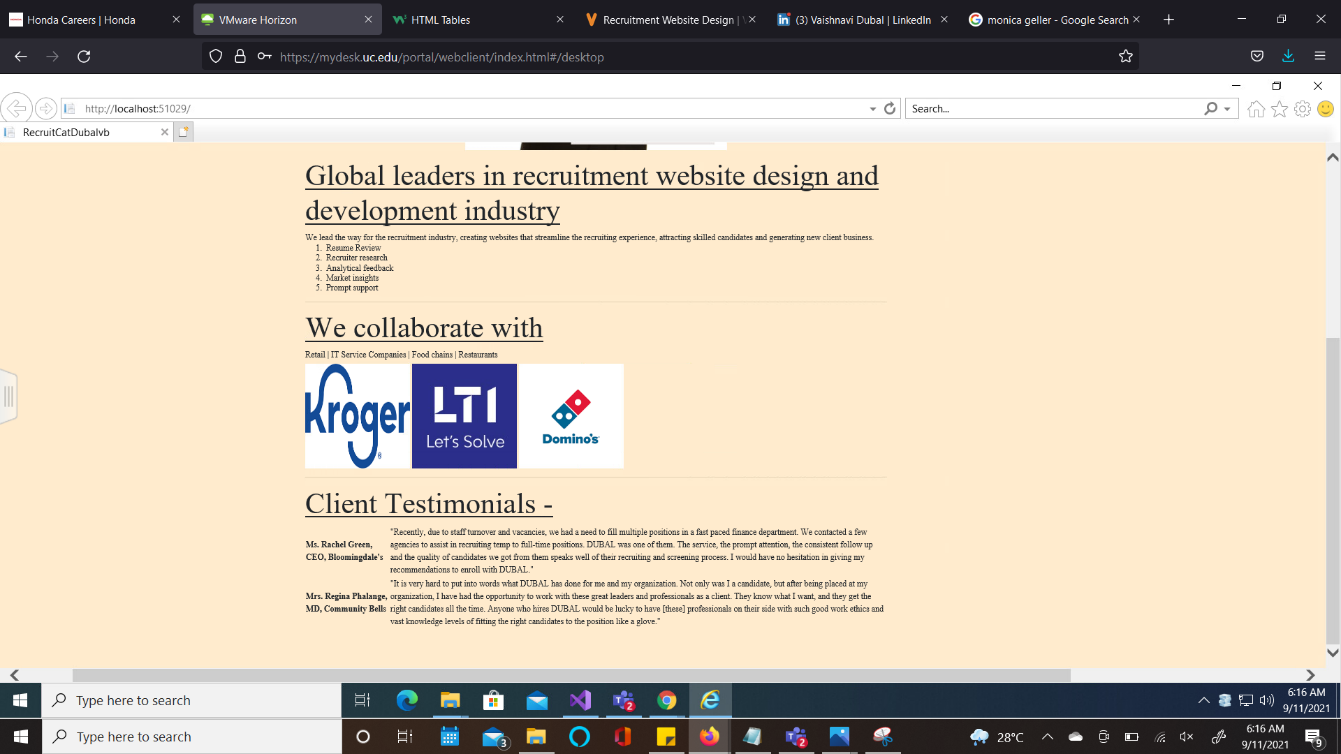 Honda Careers | Honda
VMware Horizon
HTML Tables
Recruitment Website Design |
(3) Vaishnavi Dubal | LinkedIn
monica geller - Google Search
https://mydesk.uc.edu/portal/webclient/index.html#/desktop
http://localhost:51029/
Search...
RecruitCatDubalvb
Global leaders in recruitment website design and
development industry
We lead the way for the recruitment industry, creating websites that streamline the recruiting experience, attracting skilled candidates and generating new client business.
1. Resume Review
2. Recruiter research
3. Analytical feedback
4. Market insights
5. Prompt support
We collaborate with
Retail | IT Service Companies | Food chains | Restaurants
Kroger
®
LTI
Let's Solve
Domino's
Client Testimonials -
Ms. Rachel Green,
CEO, Bloomingdale's
"Recently, due to staff turnover and vacancies, we had a need to fill multiple positions in a fast paced finance department. We contacted a few
agencies to assist in recruiting temp to full-time positions. DUBAL was one of them. The service, the prompt attention, the consistent follow up
and the quality of candidates we got from them speaks well of their recruiting and screening process. I would have no hesitation in giving my
recommendations to enroll with DUBAL."
Mrs. Regina Phalange,
MD, Community Bells
"It is very hard to put into words what DUBAL has done for me and my organization. Not only was I a candidate, but after being placed at my
organization, I have had the opportunity to work with these great leaders and professionals as a client. They know what I want, and they get the
right candidates all the time. Anyone who hires DUBAL would be lucky to have [these] professionals on their side with such good work ethics and
vast knowledge levels of fitting the right candidates to the position like a glove."
Type here to search
2
6:16 AM
9/11/2021
Type here to search
3
2
28°C
6:16 AM
9/11/2021
9